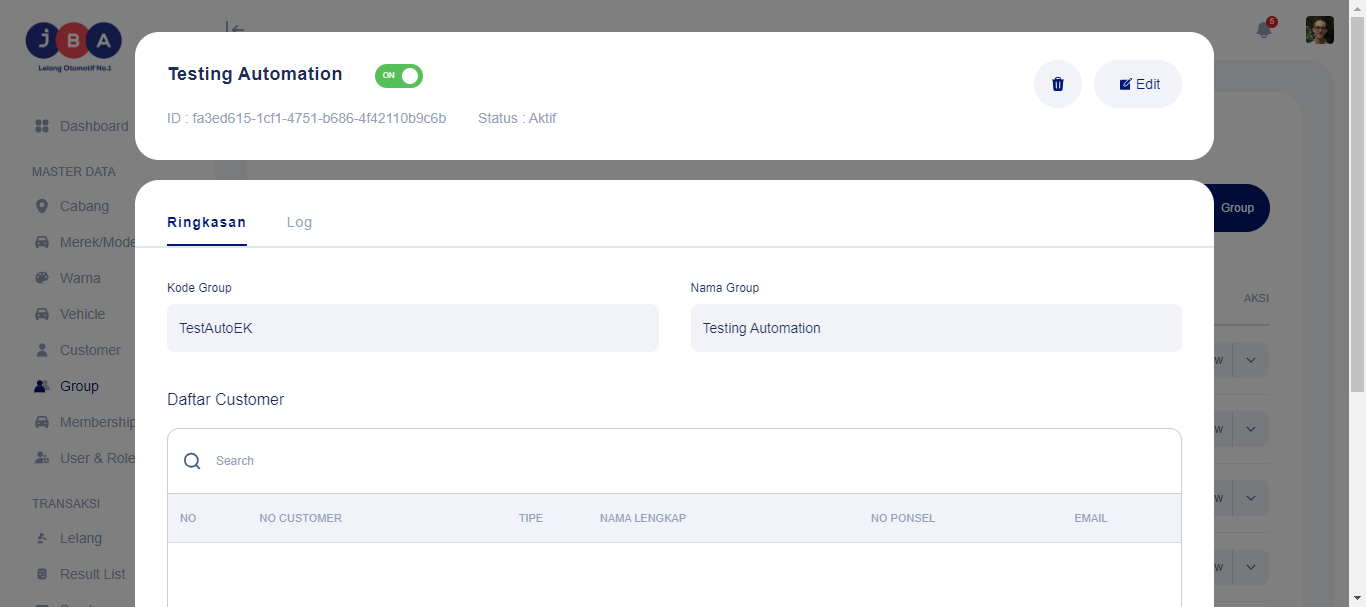 JBA
Lelang Otomotif No.1
6
Testing Automation
ON
Edit
ID : fa3ed615-1cf1-4751-b686-4f42110b9c6b
Status : Aktif
Dashboard
MASTER DATA
Cabang
Merek/Mode
Warna
Vehicle
Customer
Group
Membership
User & Role
TRANSAKSI
Lelang
Result List
Ringkasan
Log
Group
Kode Group
Nama Group
TestAutoEK
Testing Automation
AKSI
Daftar Customer
Search
NO
NO CUSTOMER
TIPE
NAMA LENGKAP
NO PONSEL
EMAIL
w
w
w
w